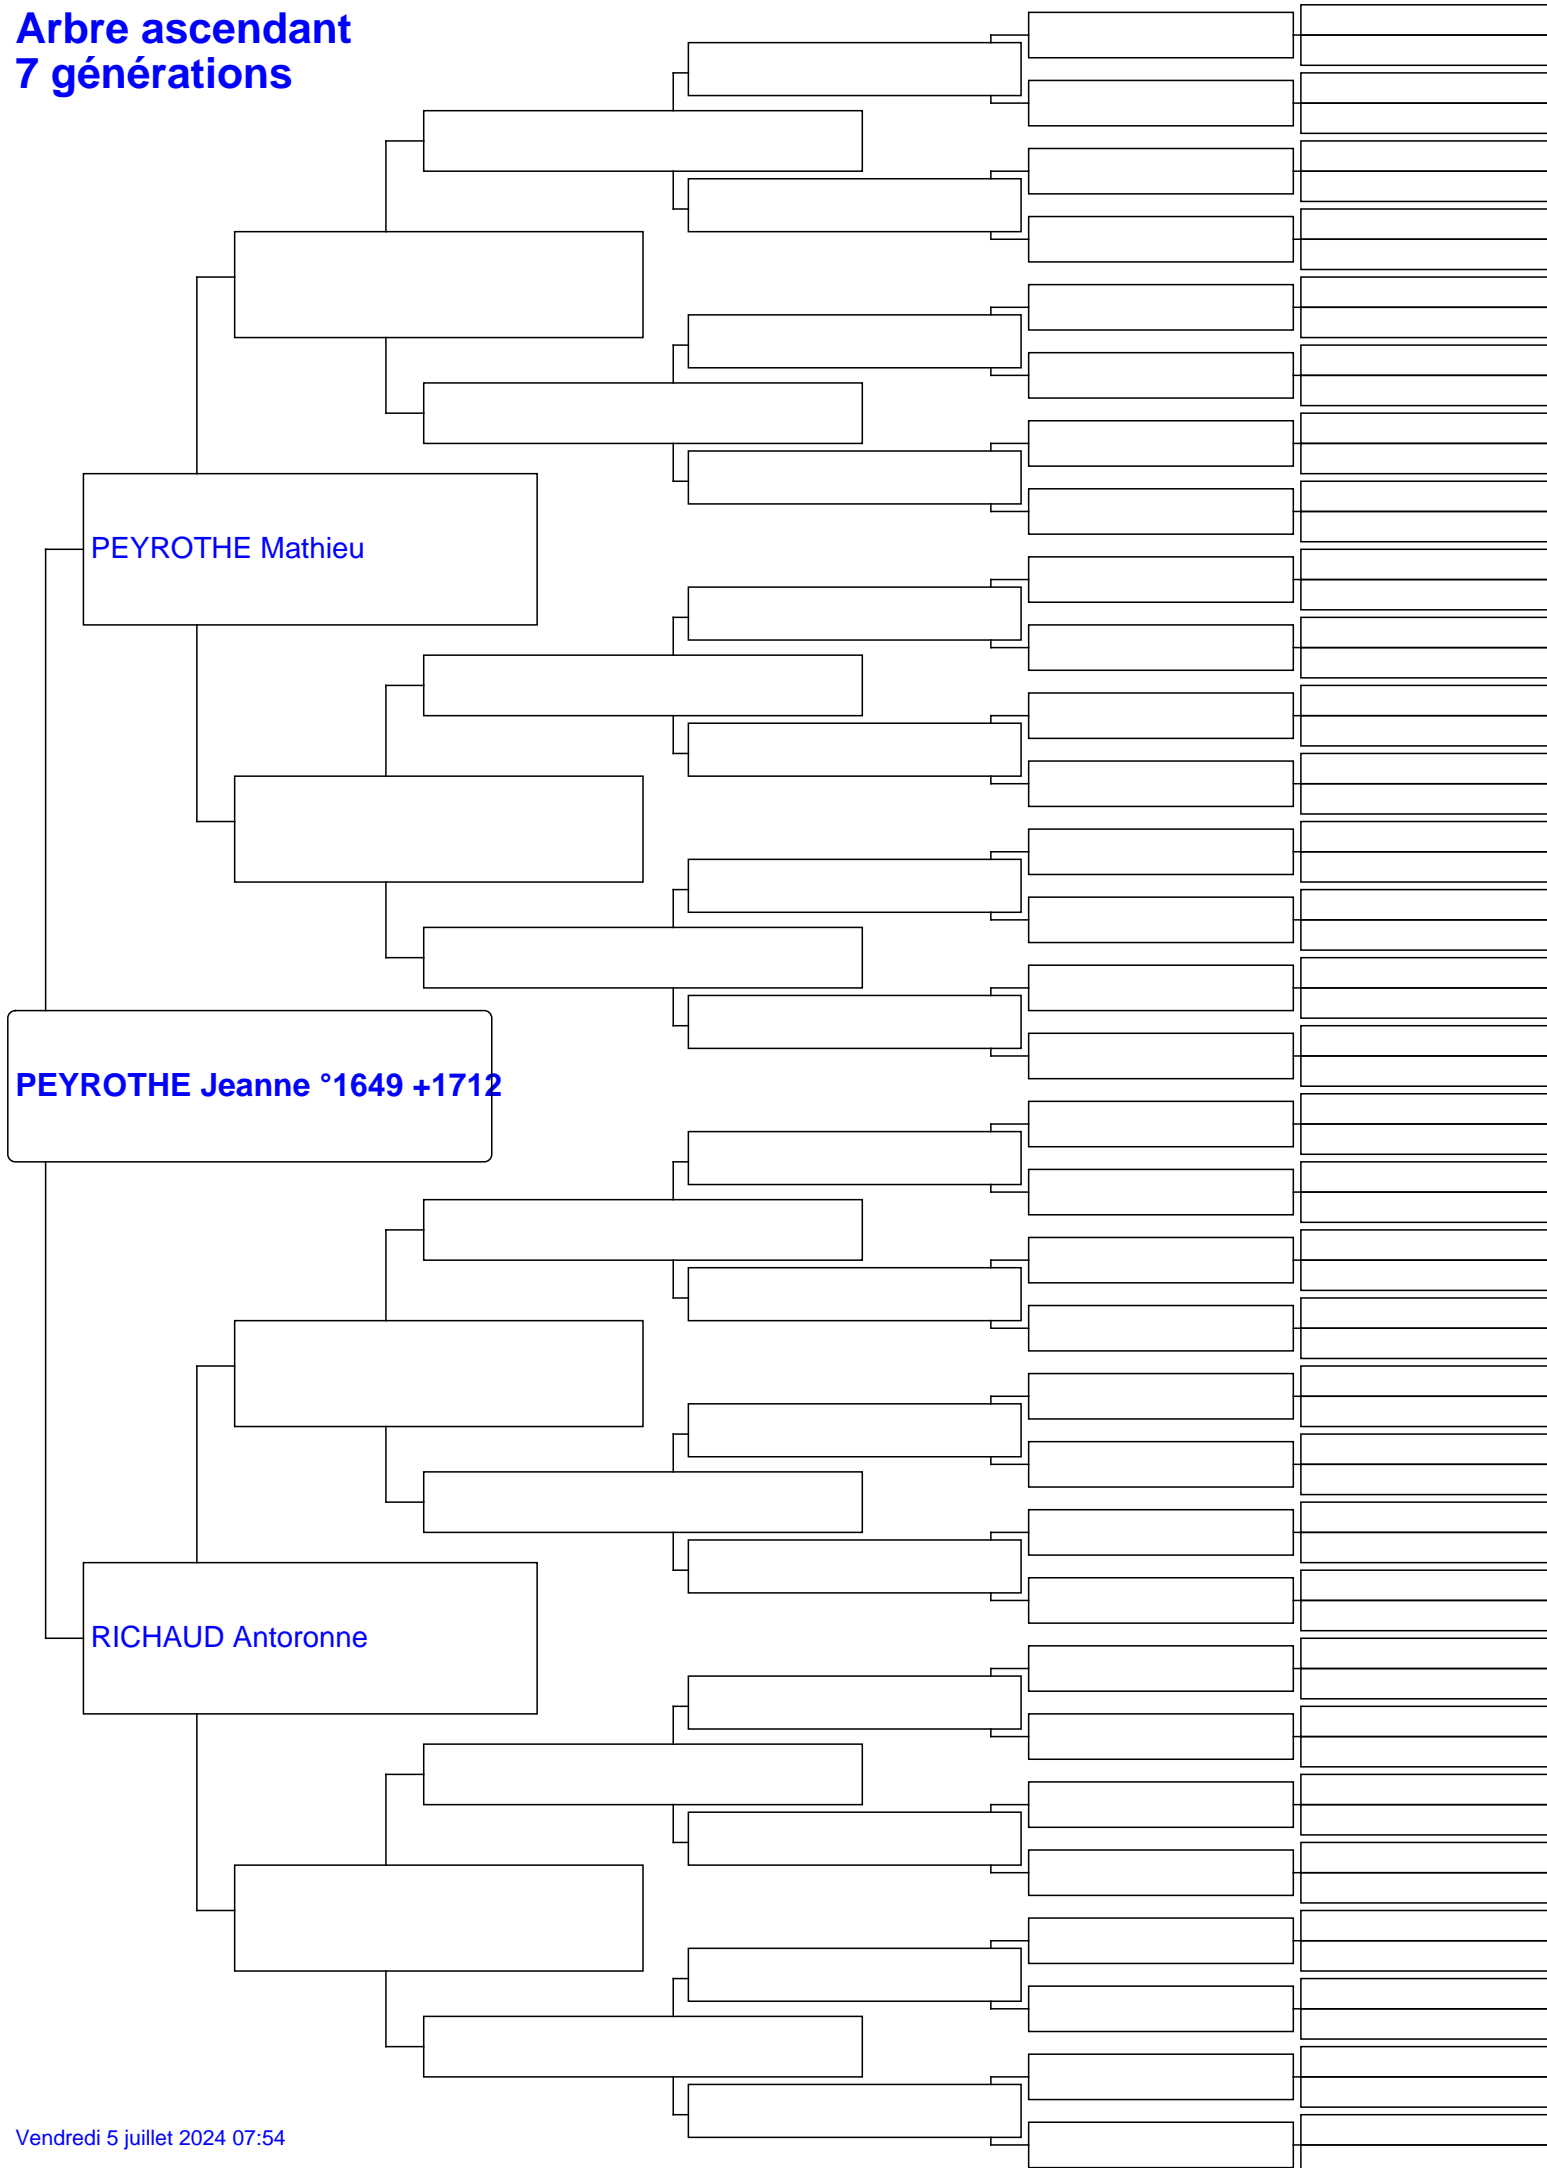 Arbre ascendant
7 générations
PEYROTHE Mathieu
PEYROTHE Jeanne °1649 +1712
RICHAUD Antoronne
Vendredi 5 juillet 2024 07:54